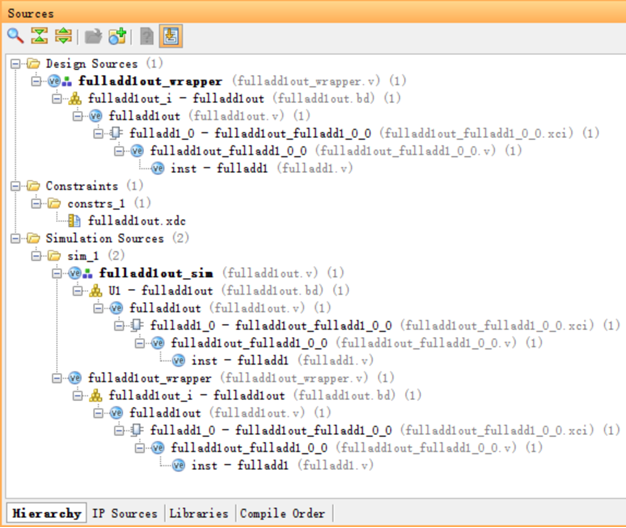 Sources
Design Sources (1)
fulladd1out_wrapper (fulladd1out_wrapper.v) (1)
fulladd1out_i - fulladd1out (fulladd1out.bd) (1)
fulladd1out (fulladd1out.v) (1)
fulladd1_0 - fulladd1out_fulladd1_0_0 (fulladd1out_fulladd1_0_0.xci) (1)
fulladd1out_fulladd1_0_0 (fulladd1out_fulladd1_0_0.v) (1)
inst - fulladd1 (fulladd1.v)
Constraints (1)
constrs_1 (1)
fulladd1out.xdc
Simulation Sources (2)
sim_1 (2)
fulladd1out_sim (fulladd1out.v) (1)
U1 - fulladd1out (fulladd1out.bd) (1)
fulladd1out (fulladd1out.v) (1)
fulladd1_0 - fulladd1out_fulladd1_0_0 (fulladd1out_fulladd1_0_0.xci) (1)
fulladd1out_fulladd1_0_0 (fulladd1out_fulladd1_0_0.v) (1)
inst - fulladd1 (fulladd1.v)
fulladd1out_wrapper (fulladd1out_wrapper.v) (1)
fulladd1out_i - fulladd1out (fulladd1out.bd) (1)
fulladd1out (fulladd1out.v) (1)
fulladd1_0 - fulladd1out_fulladd1_0_0 (fulladd1out_fulladd1_0_0.xci) (1)
fulladd1out_fulladd1_0_0 (fulladd1out_fulladd1_0_0.v) (1)
inst - fulladd1 (fulladd1.v)
Hierarchy IP Sources Libraries Compile Order